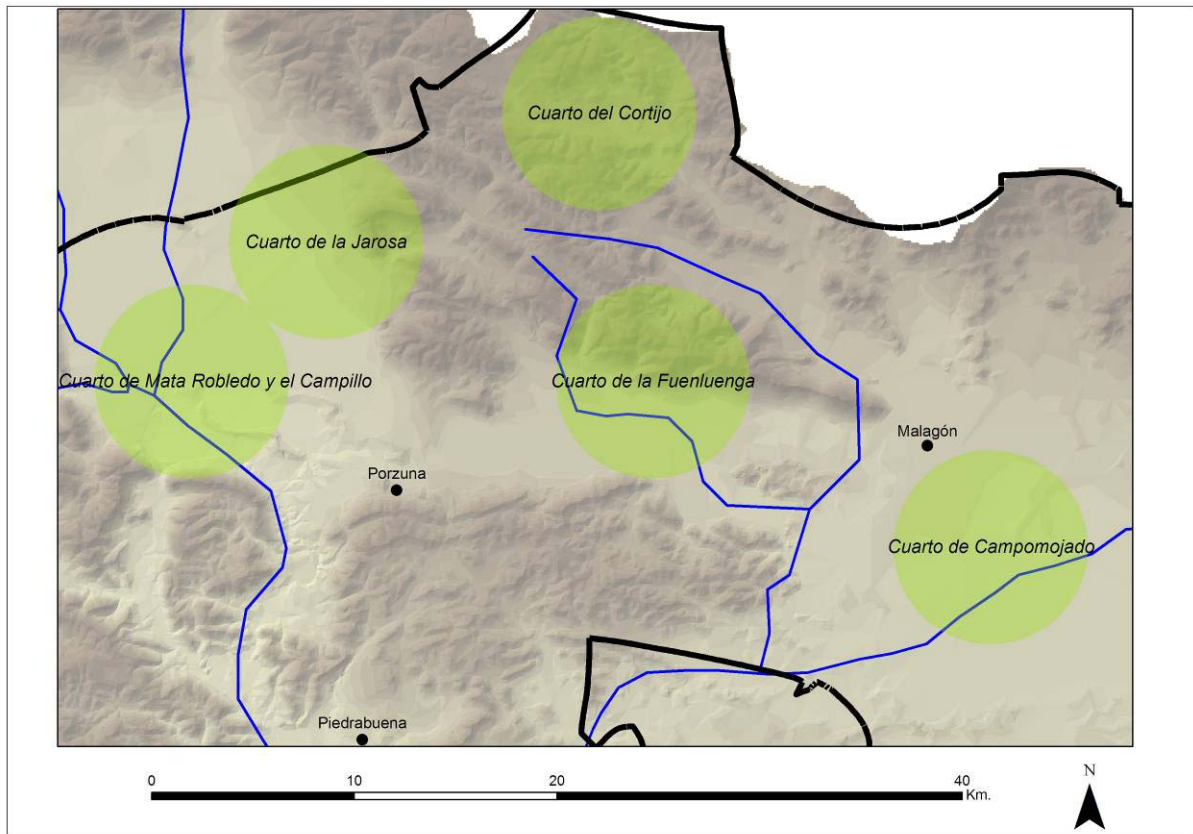 Cuarto del Cortijo
Cuarto de la Jarosa
Cuarto de Mata Robledo y el Campillo
Cuarto de la Fuenluenga
Malagón
Porzuna
Cuarto de Campomojado
Piedrabuena
0 10 20 40
Km.
N